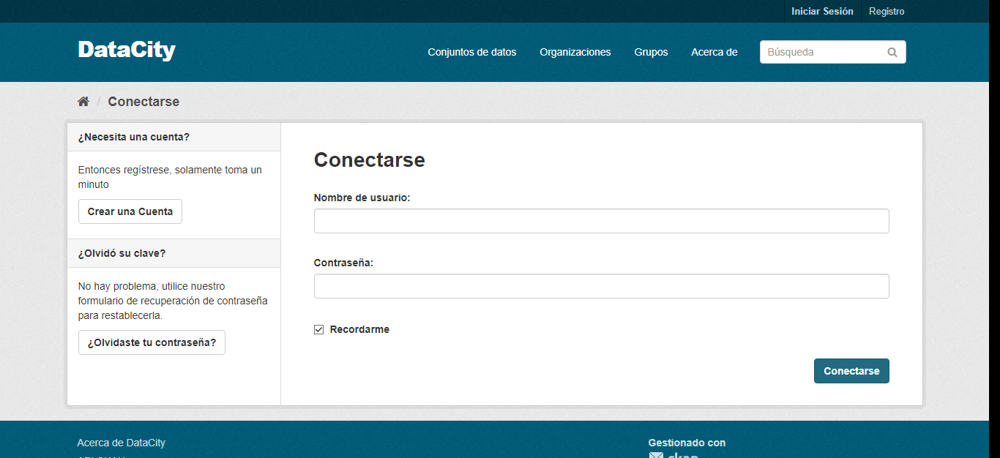 Iniciar Sesión
Registro
DataCity
Conjuntos de datos
Organizaciones
Grupos
Acerca de
Búsqueda
/ Conectarse
¿Necesita una cuenta?
Entonces regístrese, solamente toma un
minuto
Crear una Cuenta
¿Olvidó su clave?
No hay problema, utilice nuestro
formulario de recuperación de contraseña
para restablecerla.
¿Olvidaste tu contraseña?
Conectarse
Nombre de usuario:
Contraseña:
Recordarme
Conectarse
Acerca de DataCity
Gestionado con